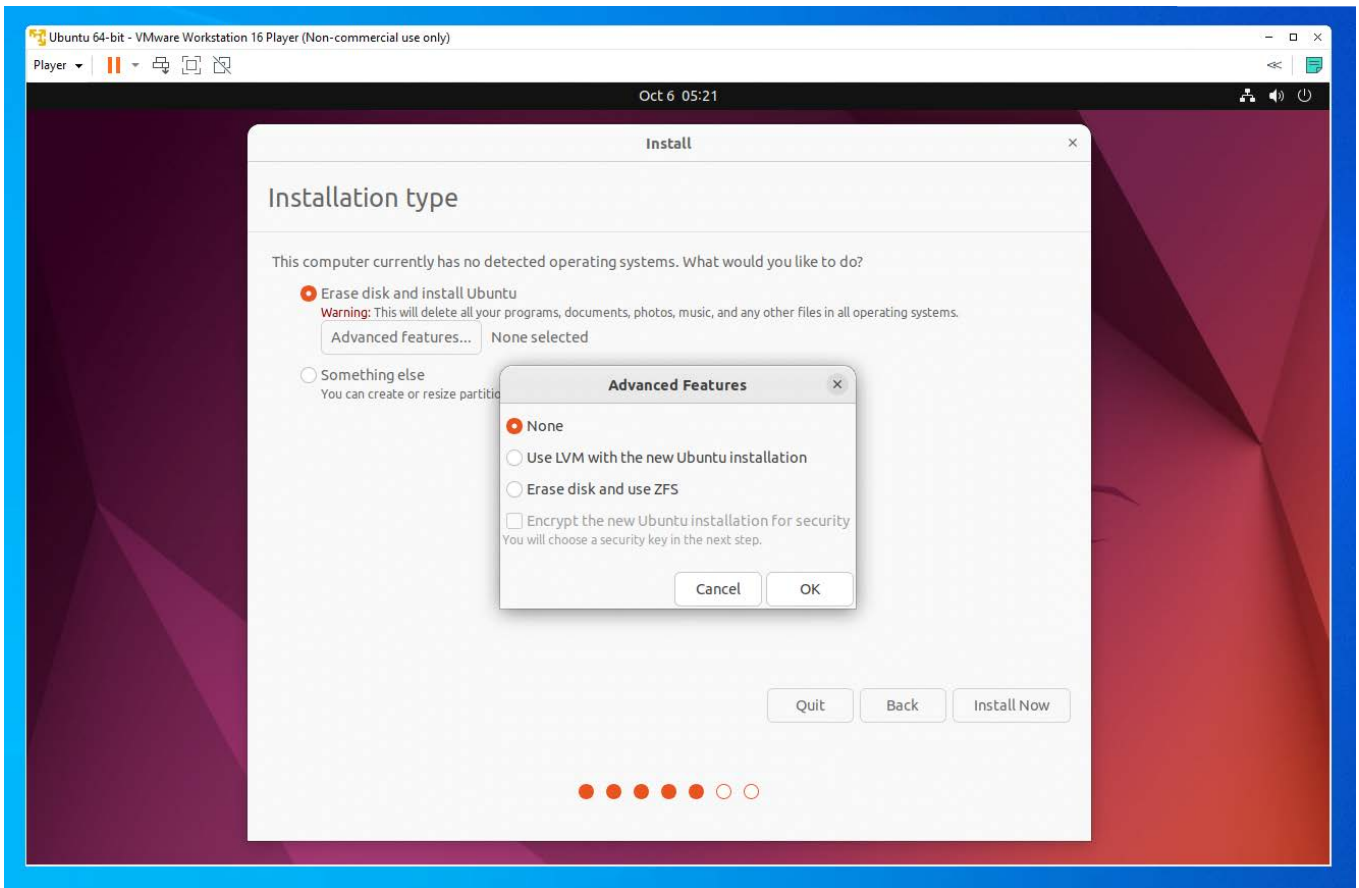 Ubuntu 64-bit - VMware Workstation 16 Player (Non-commercial use only)
Player
Oct 6 05:21
Install
Installation type
This computer currently has no detected operating systems. What would you like to do?
Erase disk and install Ubuntu
Warning: This will delete all your programs, documents, photos, music, and any other files in all operating systems.
Advanced features... None selected
Something else
You can create or resize partitio
Advanced Features
None
Use LVM with the new Ubuntu installation
Erase disk and use ZFS
Encrypt the new Ubuntu installation for security
You will choose a security key in the next step.
Cancel OK
Quit Back Install Now